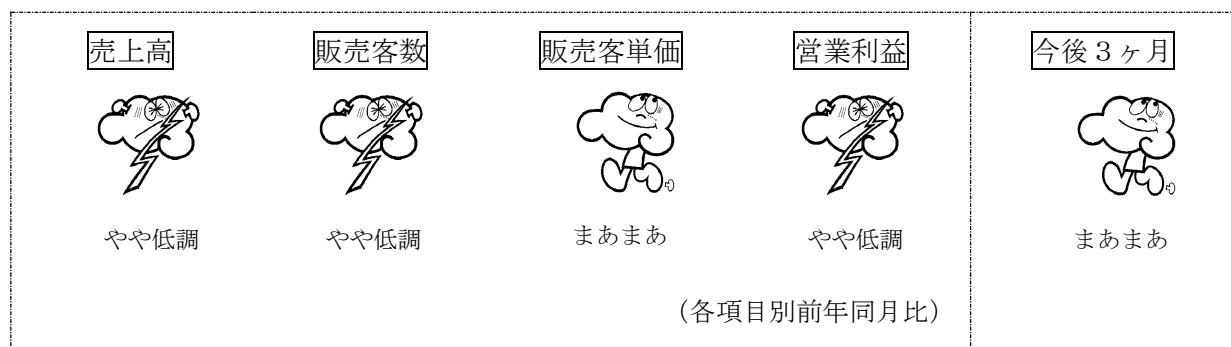 売上高 販売客数 販売客単価 営業利益 今後３ヶ月
やや低調 やや低調 まあまあ やや低調 まあまあ
（各項目別前年同月比）